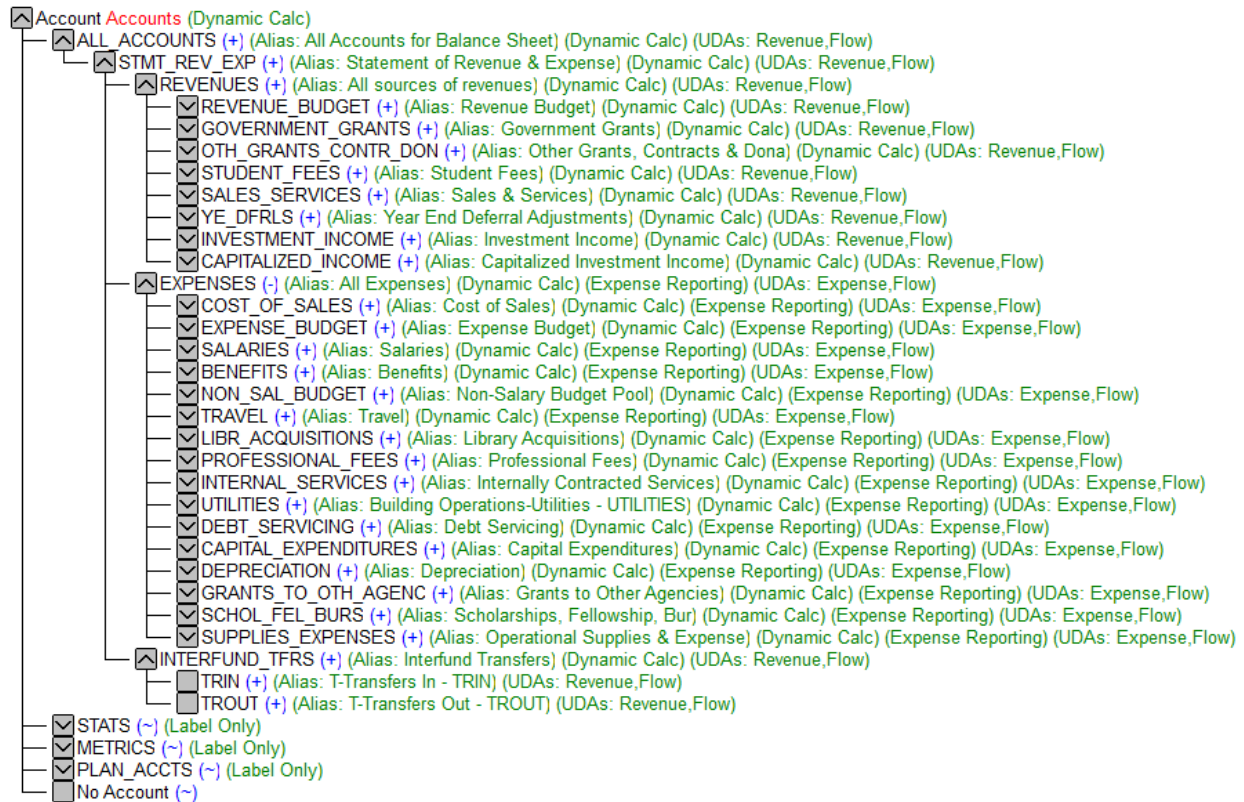 Account Accounts (Dynamic Calc)
ALL_ACCOUNTS (+) (Alias: All Accounts for Balance Sheet) (Dynamic Calc) (UDAs: Revenue,Flow)
STMT_REV_EXP (+) (Alias: Statement of Revenue & Expense) (Dynamic Calc) (UDAs: Revenue,Flow)
REVENUES (+) (Alias: All sources of revenues) (Dynamic Calc) (UDAs: Revenue,Flow)
REVENUE_BUDGET (+) (Alias: Revenue Budget) (Dynamic Calc) (UDAs: Revenue,Flow)
GOVERNMENT_GRANTS (+) (Alias: Government Grants) (Dynamic Calc) (UDAs: Revenue,Flow)
OTH_GRANTS_CONTR_DON (+) (Alias: Other Grants, Contracts & Dona) (Dynamic Calc) (UDAs: Revenue,Flow)
STUDENT_FEES (+) (Alias: Student Fees) (Dynamic Calc) (UDAs: Revenue,Flow)
SALES_SERVICES (+) (Alias: Sales & Services) (Dynamic Calc) (UDAs: Revenue,Flow)
YE_DFRLS (+) (Alias: Year End Deferral Adjustments) (Dynamic Calc) (UDAs: Revenue,Flow)
INVESTMENT_INCOME (+) (Alias: Investment Income) (Dynamic Calc) (UDAs: Revenue,Flow)
CAPITALIZED_INCOME (+) (Alias: Capitalized Investment Income) (Dynamic Calc) (UDAs: Revenue,Flow)
EXPENSES (-) (Alias: All Expenses) (Dynamic Calc) (Expense Reporting) (UDAs: Expense,Flow)
COST_OF_SALES (+) (Alias: Cost of Sales) (Dynamic Calc) (Expense Reporting) (UDAs: Expense,Flow)
EXPENSE_BUDGET (+) (Alias: Expense Budget) (Dynamic Calc) (Expense Reporting) (UDAs: Expense,Flow)
SALARIES (+) (Alias: Salaries) (Dynamic Calc) (Expense Reporting) (UDAs: Expense,Flow)
BENEFITS (+) (Alias: Benefits) (Dynamic Calc) (Expense Reporting) (UDAs: Expense,Flow)
NON_SAL_BUDGET (+) (Alias: Non-Salary Budget Pool) (Dynamic Calc) (Expense Reporting) (UDAs: Expense,Flow)
TRAVEL (+) (Alias: Travel) (Dynamic Calc) (Expense Reporting) (UDAs: Expense,Flow)
LIBR_ACQUISITIONS (+) (Alias: Library Acquisitions) (Dynamic Calc) (Expense Reporting) (UDAs: Expense,Flow)
PROFESSIONAL_FEES (+) (Alias: Professional Fees) (Dynamic Calc) (Expense Reporting) (UDAs: Expense,Flow)
INTERNAL_SERVICES (+) (Alias: Internally Contracted Services) (Dynamic Calc) (Expense Reporting) (UDAs: Expense,Flow)
UTILITIES (+) (Alias: Building Operations-Utilities - UTILITIES) (Dynamic Calc) (Expense Reporting) (UDAs: Expense,Flow)
DEBT_SERVICING (+) (Alias: Debt Servicing) (Dynamic Calc) (Expense Reporting) (UDAs: Expense,Flow)
CAPITAL_EXPENDITURES (+) (Alias: Capital Expenditures) (Dynamic Calc) (Expense Reporting) (UDAs: Expense,Flow)
DEPRECIATION (+) (Alias: Depreciation) (Dynamic Calc) (Expense Reporting) (UDAs: Expense,Flow)
GRANTS_TO_OTH_AGENC (+) (Alias: Grants to Other Agencies) (Dynamic Calc) (Expense Reporting) (UDAs: Expense,Flow)
SCHOL_FEL_BURS (+) (Alias: Scholarships, Fellowship, Bur) (Dynamic Calc) (Expense Reporting) (UDAs: Expense,Flow)
SUPPLIES_EXPENSES (+) (Alias: Operational Supplies & Expense) (Dynamic Calc) (Expense Reporting) (UDAs: Expense,Flow)
INTERFUND_TFRS (+) (Alias: Interfund Transfers) (Dynamic Calc) (UDAs: Revenue,Flow)
TRIN (+) (Alias: T-Transfers In - TRIN) (UDAs: Revenue,Flow)
TROUT (+) (Alias: T-Transfers Out - TROUT) (UDAs: Revenue,Flow)
STATS (~) (Label Only)
METRICS (~) (Label Only)
PLAN_ACCTS (~) (Label Only)
No Account (~)